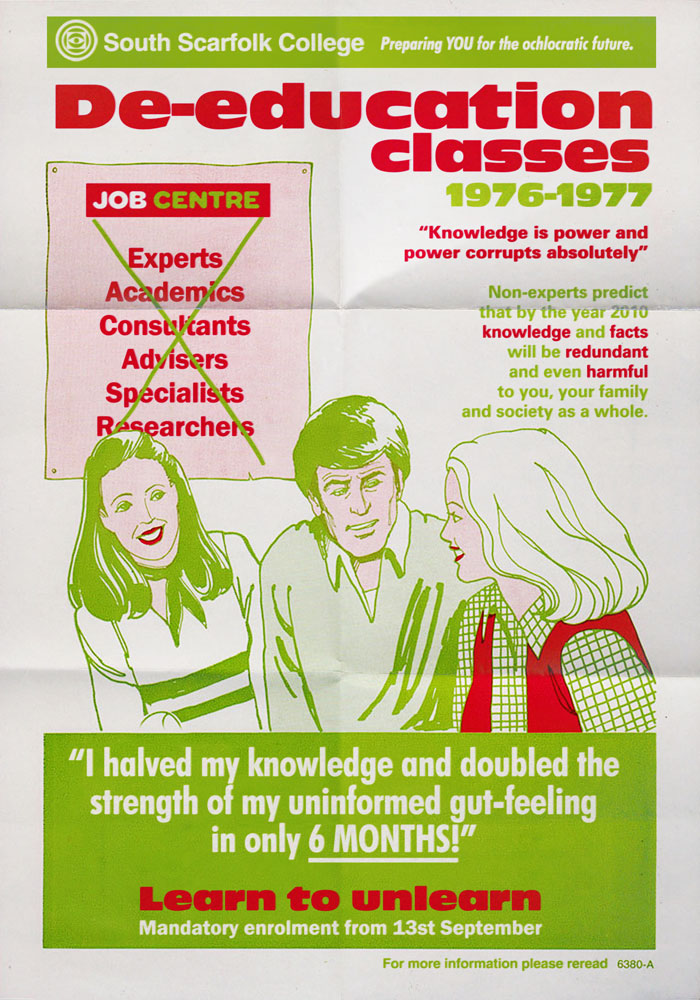 South Scarfolk College Preparing YOU for the ochlocratic future.
De-education
classes
1976-1977
"Knowledge is power and
power corrupts absolutely"
Non-experts predict
that by the year 2010
knowledge and facts
will be redundant
and even harmful
to you, your family
and society as a whole.
JOB CENTRE
Experts
Academics
Consultants
Advisers
Specialists
Researchers
"I halved my knowledge and doubled the
strength of my uninformed gut-feeling
in only 6 MONTHS!"
Learn to unlearn
Mandatory enrolment from 13st September
For more information please reread 6380-A